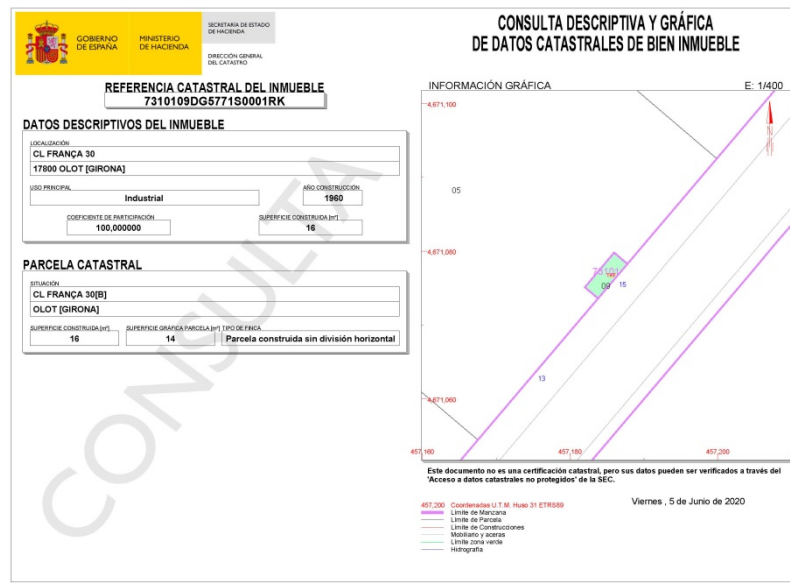 GOBIERNO
DE ESPAÑA
MINISTERIO
DE HACIENDA
SECRETARÍA DE ESTADO
DE HACIENDA
DIRECCIÓN GENERAL
DEL CATASTRO
CONSULTA DESCRIPTIVA Y GRÁFICA
DE DATOS CATASTRALES DE BIEN INMUEBLE
REFERENCIA CATASTRAL DEL INMUEBLE
7310109DG5771S0001RK
DATOS DESCRIPTIVOS DEL INMUEBLE
LOCALIZACIÓN
CL FRANÇA 30
17800 OLOT [GIRONA]
USO PRINCIPAL
Industrial
AÑO CONSTRUCCIÓN
1960
COEFICIENTE DE PARTICIPACIÓN
100,000000
SUPERFICIE CONSTRUIDA [m²]
16
PARCELA CATASTRAL
SITUACIÓN
CL FRANÇA 30[B]
OLOT [GIRONA]
SUPERFICIE CONSTRUIDA [m²]
16
SUPERFICIE GRÁFICA PARCELA [m²]
14
TIPO DE FINCA
Parcela construida sin división horizontal
CONSULTA
INFORMACIÓN GRÁFICA
E: 1/400
4,671,100
05
4,671,080
73101
09
15
13
4,671,060
457,160
457,180
457,200
Este documento no es una certificación catastral, pero sus datos pueden ser verificados a través del
'Acceso a datos catastrales no protegidos' de la SEC.
457,200 Coordenadas U.T.M. Huso 31 ETRS89
Límite de Manzana
Límite de Parcela
Límite de Construcciones
Mobiliario y aceras
Límite zona verde
Hidrografía
Viernes , 5 de Junio de 2020